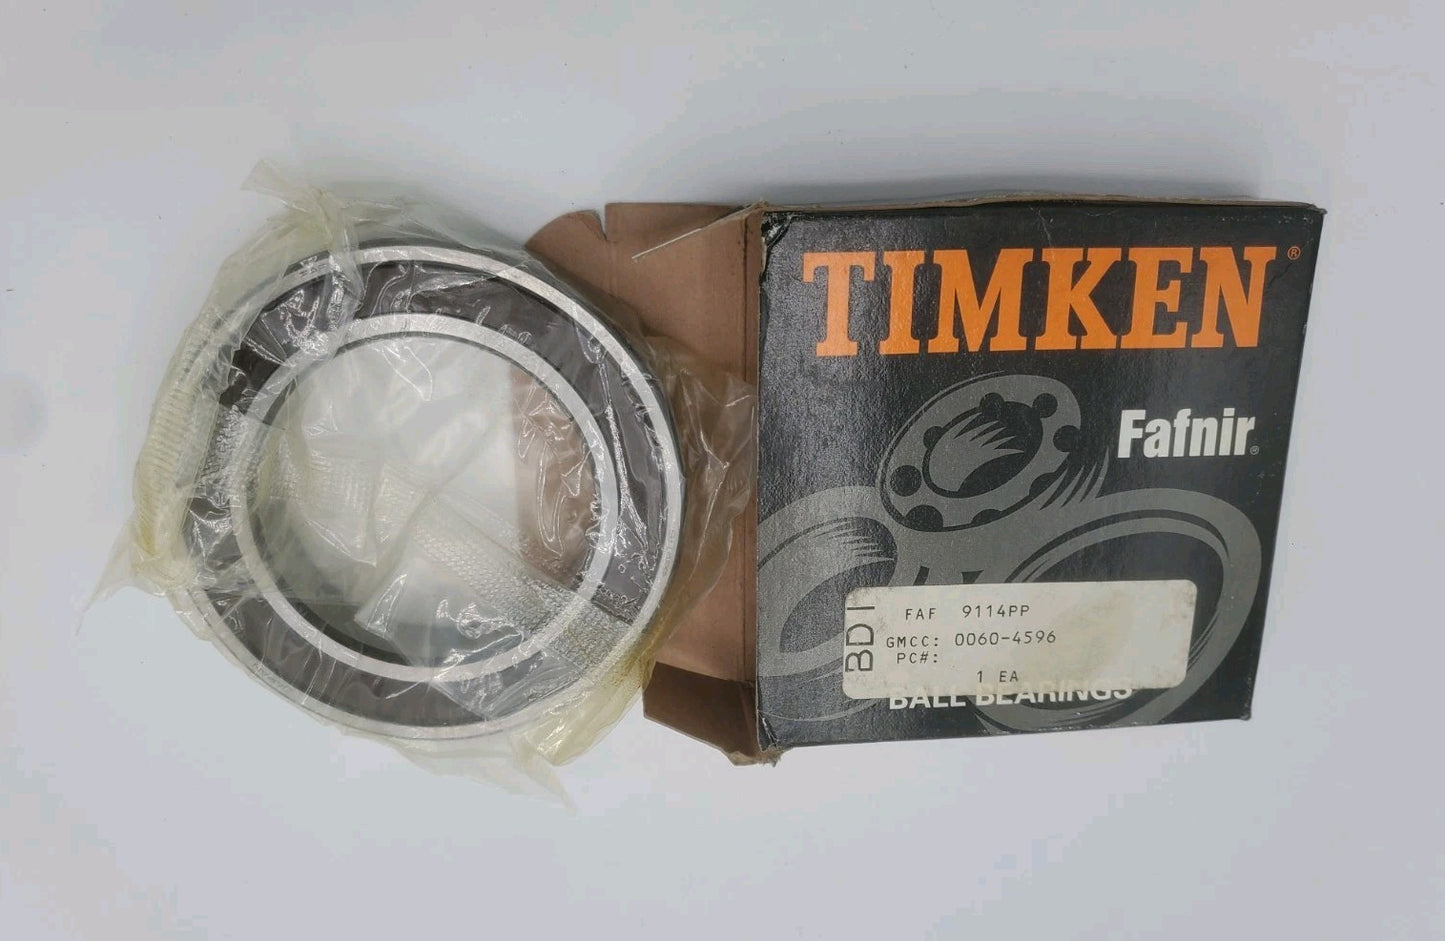 TIMKEN®
Fafnir®
BDI
FAF 9114PP
GMCC: 0060-4596
PC#:
1 EA
BALL BEARINGS